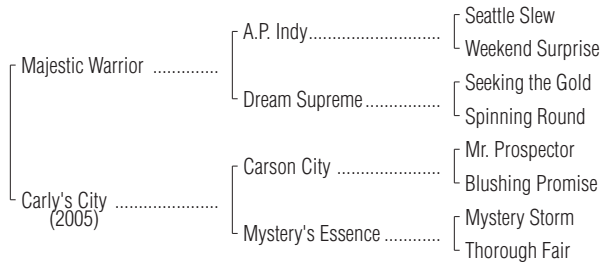 Seattle Slew
A.P. Indy..............................
Weekend Surprise
Majestic Warrior ..............
Seeking the Gold
Dream Supreme.................
Spinning Round
Mr. Prospector
Carson City .......................
Blushing Promise
Carly's City ......................
(2005)
Mystery Storm
Mystery's Essence ............
Thorough Fair